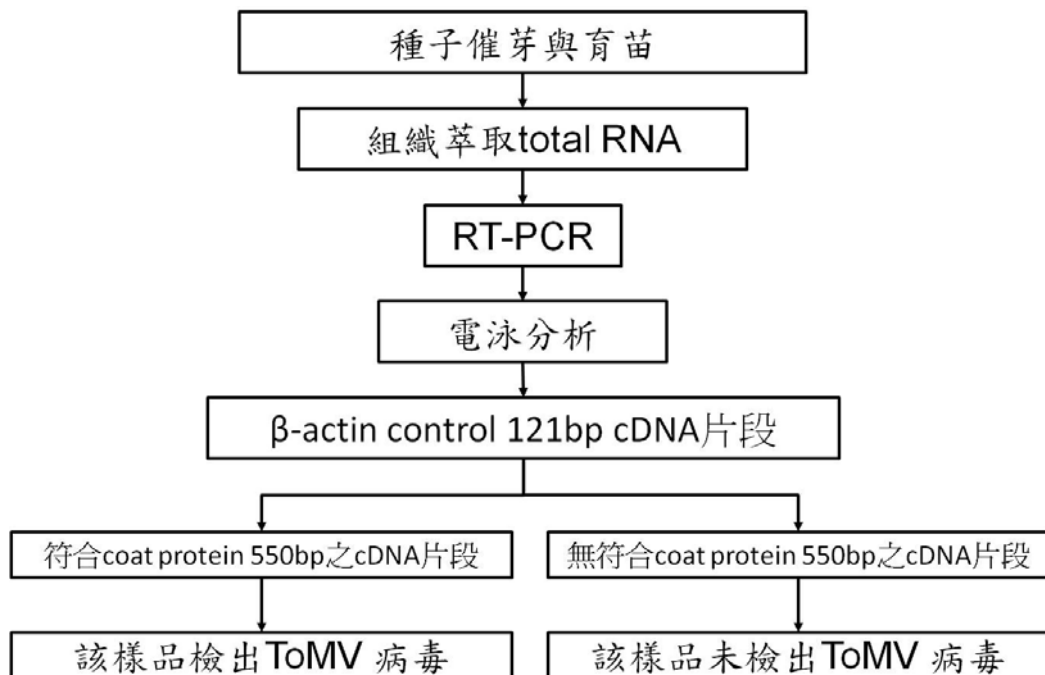 種子催芽與育苗
組織萃取total RNA
RT-PCR
電泳分析
β-actin control 121bp cDNA片段
符合coat protein 550bp之cDNA片段
無符合coat protein 550bp之cDNA片段
該樣品檢出ToMV 病毒
該樣品未檢出ToMV 病毒